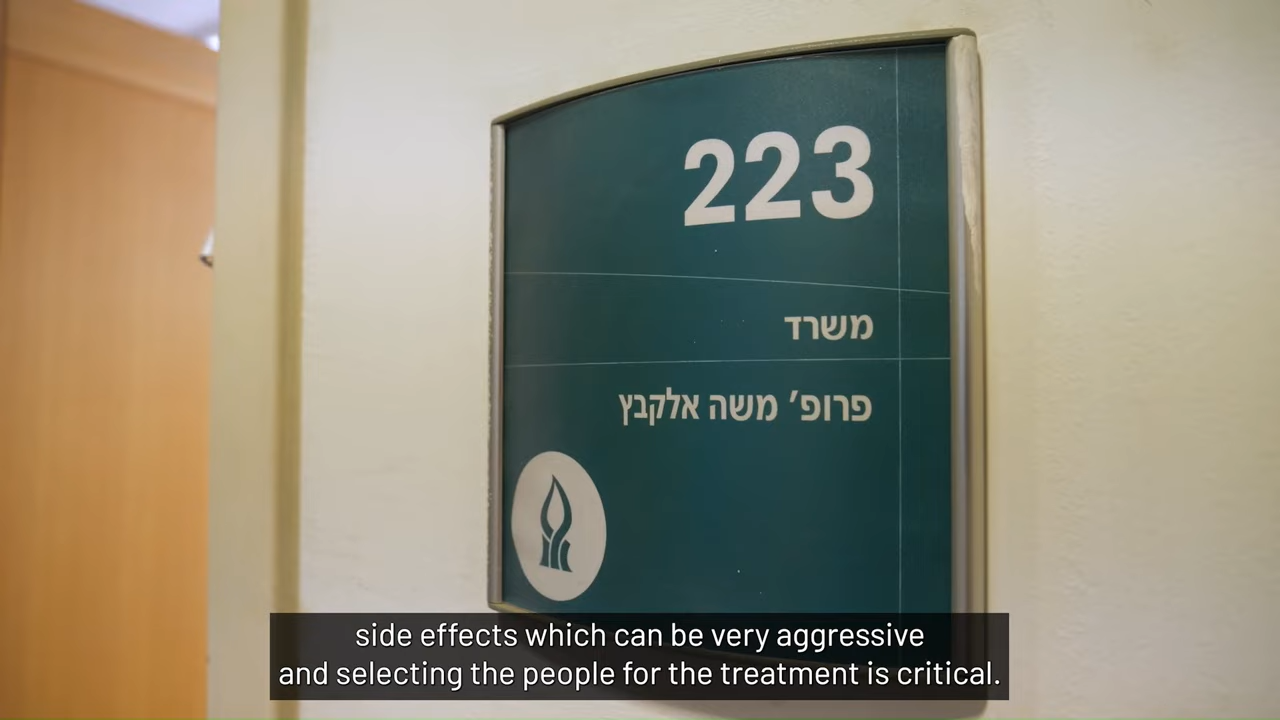 223
משרד
פרופ׳ משה אלקבץ
side effects which can be very aggressive
and selecting the people for the treatment is critical.